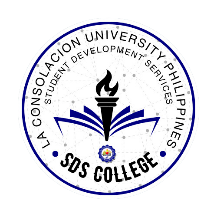 LA CONSOLACION UNIVERSITY PHILIPPINES
STUDENT DEVELOPMENT SERVICES
• SDS COLLEGE •